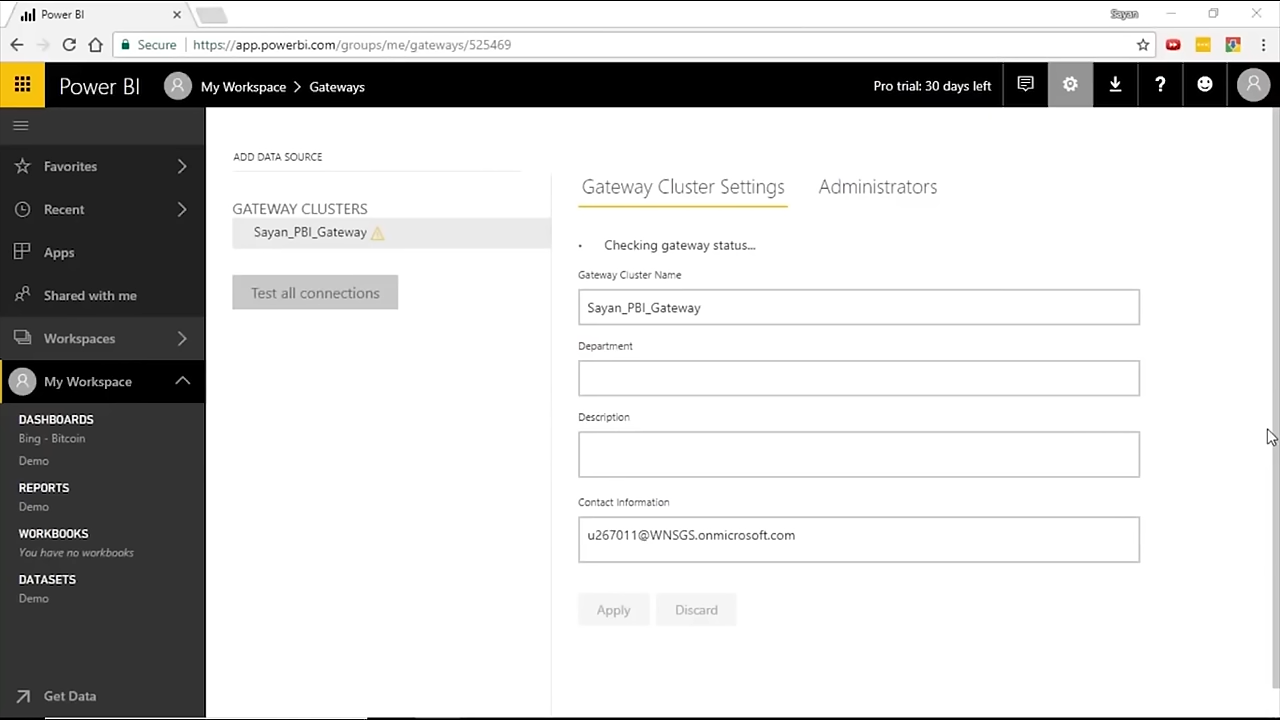 Power BI
Sayan
Secure
https://app.powerbi.com/groups/me/gateways/525469
Power BI
My Workspace > Gateways
Pro trial: 30 days left
Favorites
Recent
Apps
Shared with me
Workspaces
My Workspace
DASHBOARDS
Bing - Bitcoin
Demo
REPORTS
Demo
WORKBOOKS
You have no workbooks
DATASETS
Demo
Get Data
ADD DATA SOURCE
GATEWAY CLUSTERS
Sayan_PBI_Gateway
Test all connections
Gateway Cluster Settings
Administrators
Checking gateway status...
Gateway Cluster Name
Sayan_PBI_Gateway
Department
Description
Contact Information
u267011@WNSGS.onmicrosoft.com
Apply
Discard